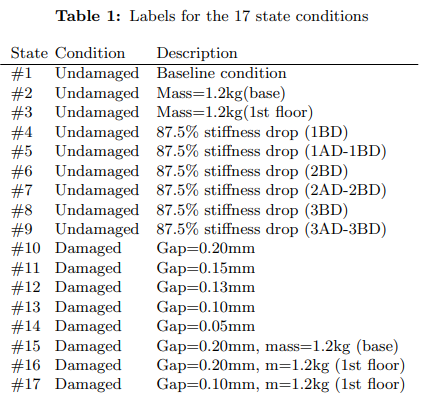 Table 1: Labels for the 17 state conditions
State Condition Description
#1 Undamaged Baseline condition
#2 Undamaged Mass=1.2kg(base)
#3 Undamaged Mass=1.2kg(1st floor)
#4 Undamaged 87.5% stiffness drop (1BD)
#5 Undamaged 87.5% stiffness drop (1AD-1BD)
#6 Undamaged 87.5% stiffness drop (2BD)
#7 Undamaged 87.5% stiffness drop (2AD-2BD)
#8 Undamaged 87.5% stiffness drop (3BD)
#9 Undamaged 87.5% stiffness drop (3AD-3BD)
#10 Damaged Gap=0.20mm
#11 Damaged Gap=0.15mm
#12 Damaged Gap=0.13mm
#13 Damaged Gap=0.10mm
#14 Damaged Gap=0.05mm
#15 Damaged Gap=0.20mm, mass=1.2kg (base)
#16 Damaged Gap=0.20mm, m=1.2kg (1st floor)
#17 Damaged Gap=0.10mm, m=1.2kg (1st floor)